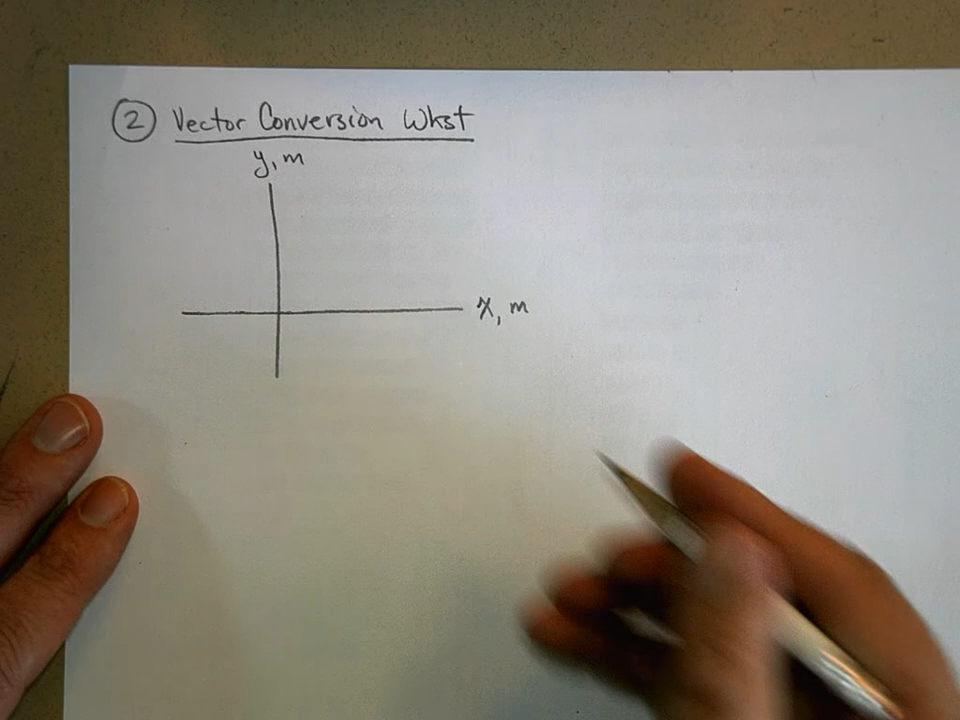 ② Vector Conversion Wkst
y, m
x, m